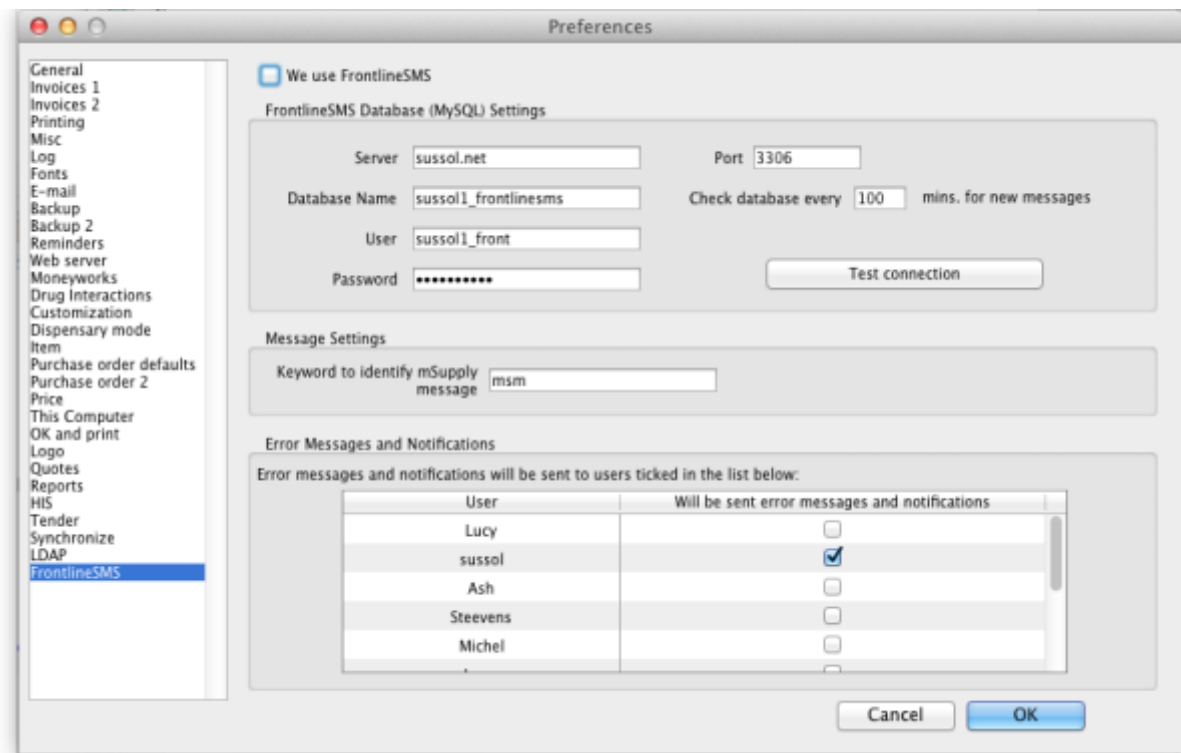 Preferences
General
Invoices 1
Invoices 2
Printing
Misc
Log
Fonts
E-mail
Backup
Backup 2
Reminders
Web server
Moneyworks
Drug Interactions
Customization
Dispensary mode
Item
Purchase order defaults
Purchase order 2
Price
This Computer
OK and print
Logo
Quotes
Reports
HIS
Tender
Synchronize
LDAP
FrontlineSMS
We use FrontlineSMS
FrontlineSMS Database (MySQL) Settings
Server sussol.net Port 3306
Database Name sussol1_frontlinesms Check database every 100 mins. for new messages
User sussol1_front
Password •••••••••• Test connection
Message Settings
Keyword to identify mSupply
message msm
Error Messages and Notifications
Error messages and notifications will be sent to users ticked in the list below:
User Will be sent error messages and notifications
Lucy
sussol
Ash
Steevens
Michel
Cancel OK